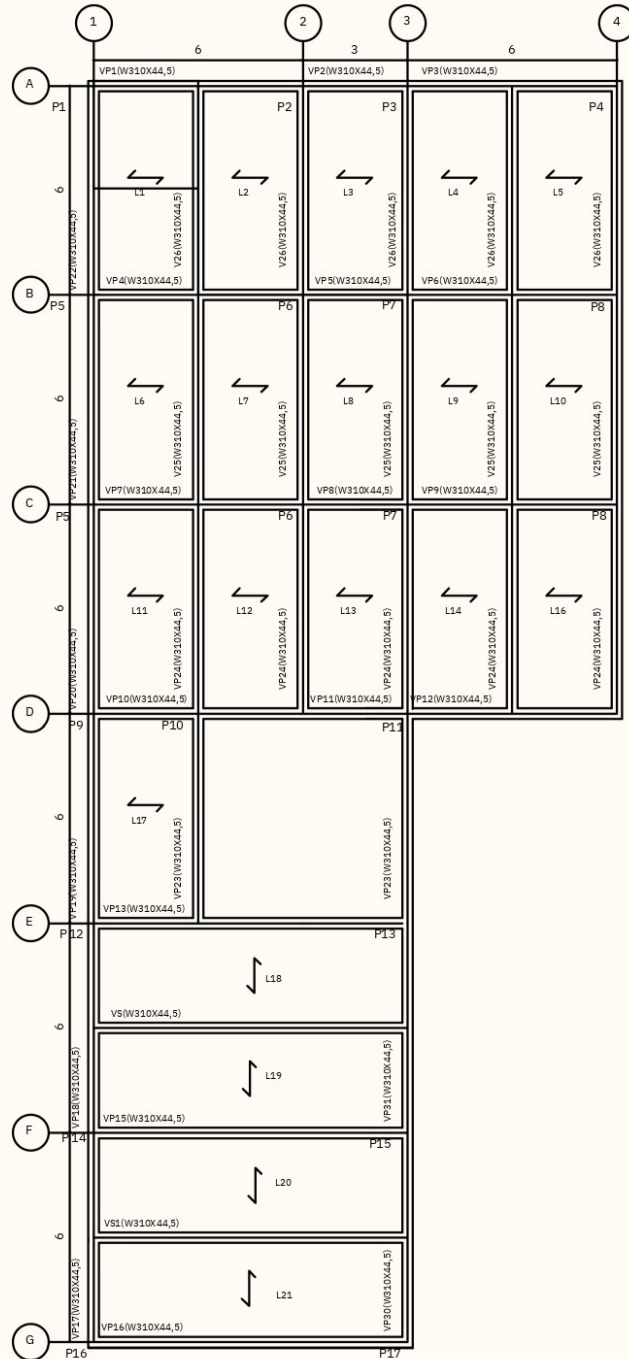 1
2
3
4
6
3
6
VP1(W310X44,5)
VP2(W310X44,5)
VP3(W310X44,5)
A
P1
P2
P3
P4
6
L1
L2
L3
L4
L5
VP22(W310X44,5)
V26(W310X44,5)
V26(W310X44,5)
V26(W310X44,5)
V26(W310X44,5)
V26(W310X44,5)
VP4(W310X44,5)
VP5(W310X44,5)
VP6(W310X44,5)
B
P5
P6
P7
P8
6
L6
L7
L8
L9
L10
VP21(W310X44,5)
V25(W310X44,5)
V25(W310X44,5)
V25(W310X44,5)
V25(W310X44,5)
V25(W310X44,5)
VP7(W310X44,5)
VP8(W310X44,5)
VP9(W310X44,5)
C
P5
P6
P7
P8
6
L11
L12
L13
L14
L16
VP20(W310X44,5)
VP24(W310X44,5)
VP24(W310X44,5)
VP24(W310X44,5)
VP24(W310X44,5)
VP24(W310X44,5)
VP10(W310X44,5)
VP11(W310X44,5)
VP12(W310X44,5)
D
P9
P10
P11
6
L17
VP19(W310X44,5)
VP23(W310X44,5)
VP23(W310X44,5)
VP13(W310X44,5)
E
P12
P13
L18
VS(W310X44,5)
6
L19
VP18(W310X44,5)
VP31(W310X44,5)
VP15(W310X44,5)
F
P14
P15
L20
VS1(W310X44,5)
6
L21
VP17(W310X44,5)
VP30(W310X44,5)
VP16(W310X44,5)
G
P16
P17